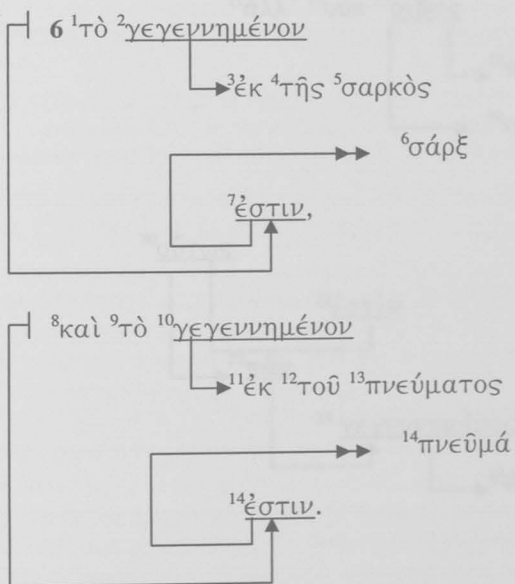 6 ¹τὸ ²γεγεννημένον
³ἐκ ⁴τῆς ⁵σαρκὸς
⁶σάρξ
⁷ἐστιν,
⁸καὶ ⁹τὸ ¹⁰γεγεννημένον
¹¹ἐκ ¹²τοῦ ¹³πνεύματος
¹⁴πνεῦμά
¹⁴ἐστιν.